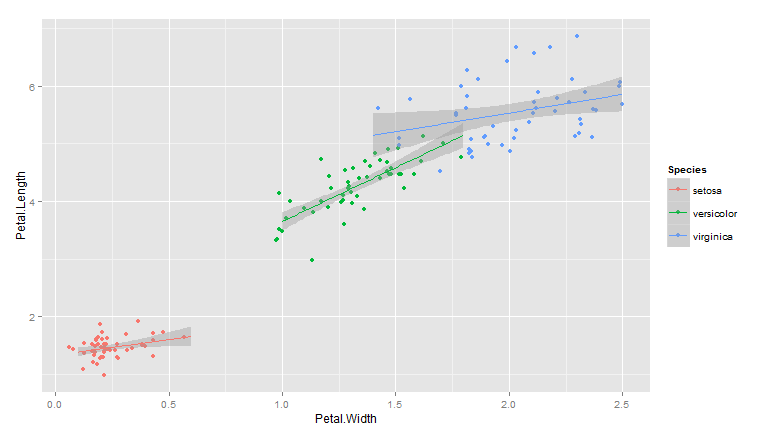 Petal.Length
6
4
2
0.0 0.5 1.0 1.5 2.0 2.5
Petal.Width
Species
setosa
versicolor
virginica